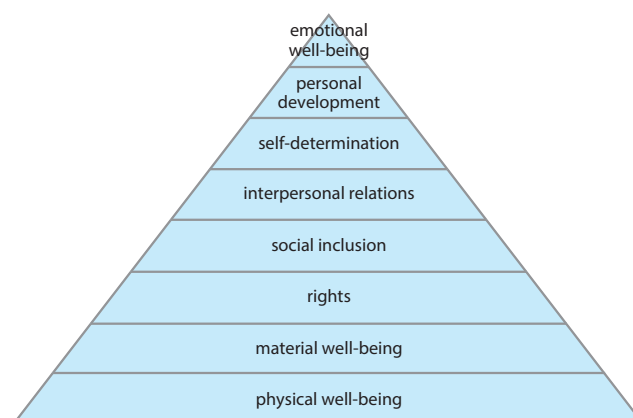 emotional
well-being
personal
development
self-determination
interpersonal relations
social inclusion
rights
material well-being
physical well-being